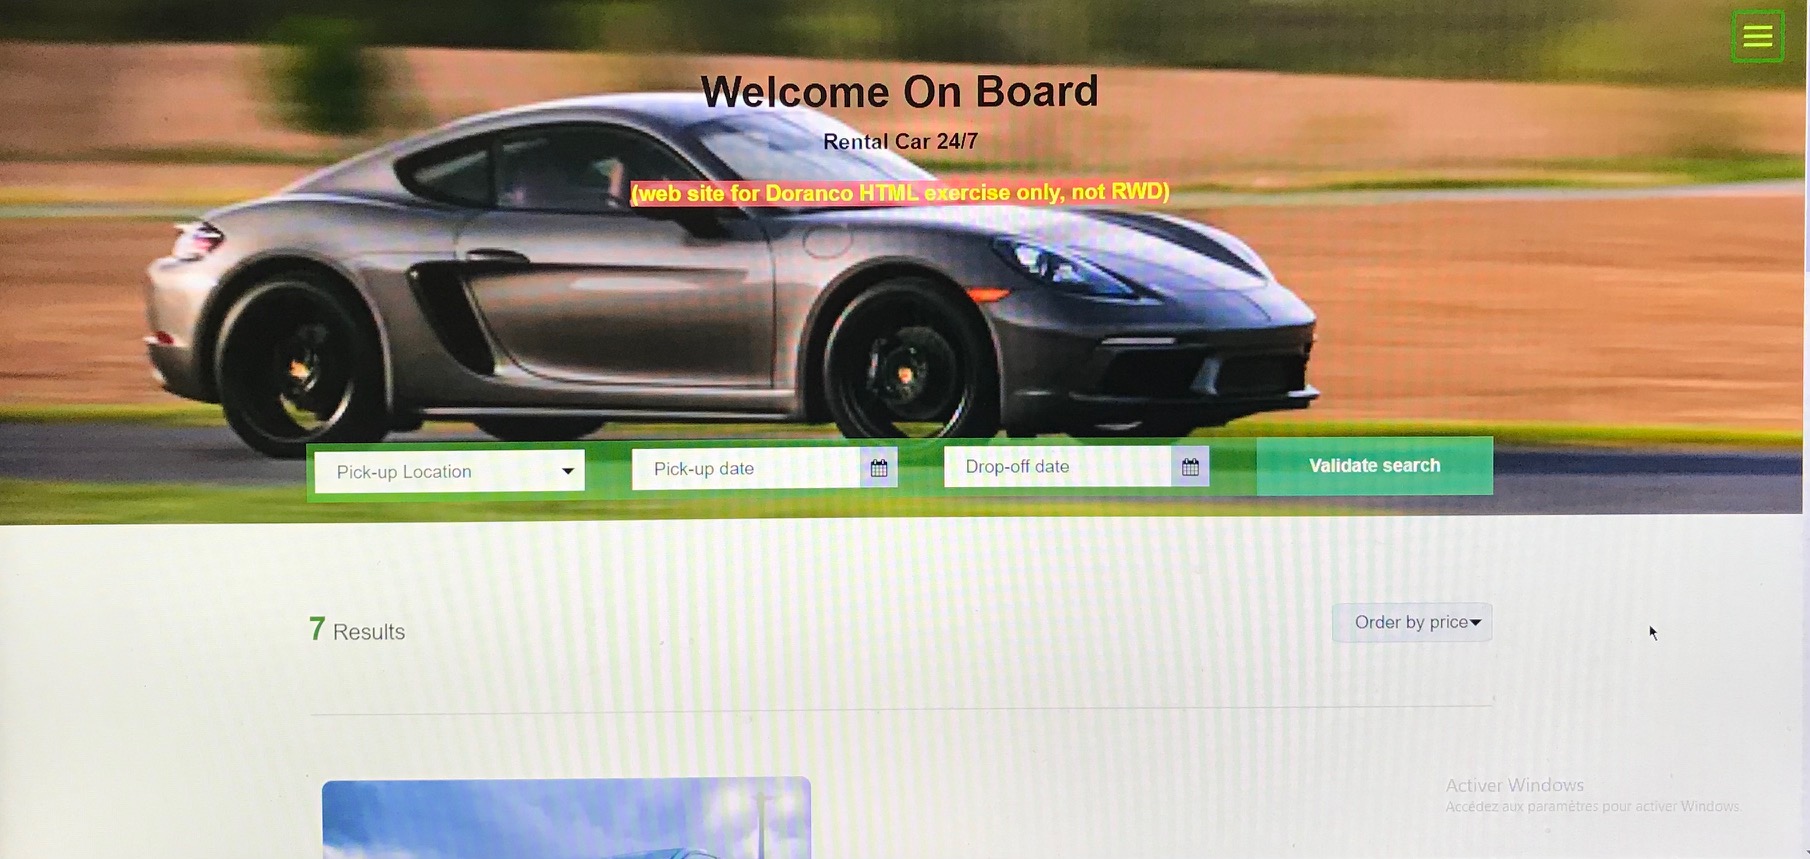 Welcome On Board
Rental Car 24/7
(web site for Doranco HTML exercise only, not RWD)
Pick-up Location
Pick-up date
Drop-off date
Validate search
7 Results
Order by price
Activer Windows
Accédez aux paramètres pour activer Windows.